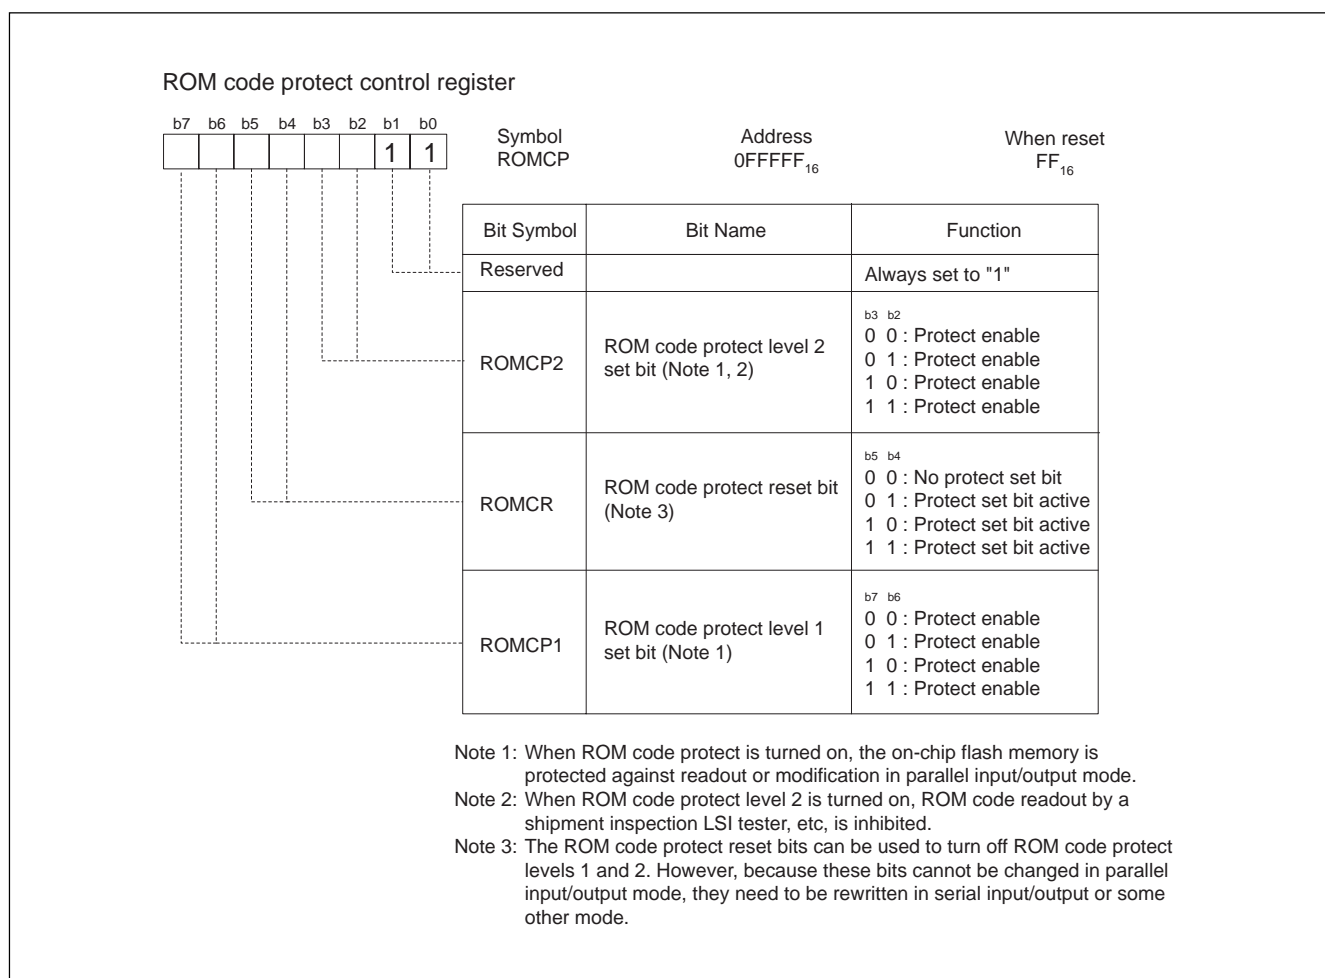 ROM code protect control register
b7 b6 b5 b4 b3 b2 b1 b0
1 1
Symbol Address When reset
ROMCP 0FFFFF16 FF16
Bit Symbol Bit Name Function
Reserved Always set to "1"
b3 b2
0 0 : Protect enable
0 1 : Protect enable
1 0 : Protect enable
1 1 : Protect enable
ROMCP2
ROM code protect level 2
set bit (Note 1, 2)
b5 b4
0 0 : No protect set bit
0 1 : Protect set bit active
1 0 : Protect set bit active
1 1 : Protect set bit active
ROMCR
ROM code protect reset bit
(Note 3)
b7 b6
0 0 : Protect enable
0 1 : Protect enable
1 0 : Protect enable
1 1 : Protect enable
ROMCP1
ROM code protect level 1
set bit (Note 1)
Note 1: When ROM code protect is turned on, the on-chip flash memory is
protected against readout or modification in parallel input/output mode.
Note 2: When ROM code protect level 2 is turned on, ROM code readout by a
shipment inspection LSI tester, etc, is inhibited.
Note 3: The ROM code protect reset bits can be used to turn off ROM code protect
levels 1 and 2. However, because these bits cannot be changed in parallel
input/output mode, they need to be rewritten in serial input/output or some
other mode.